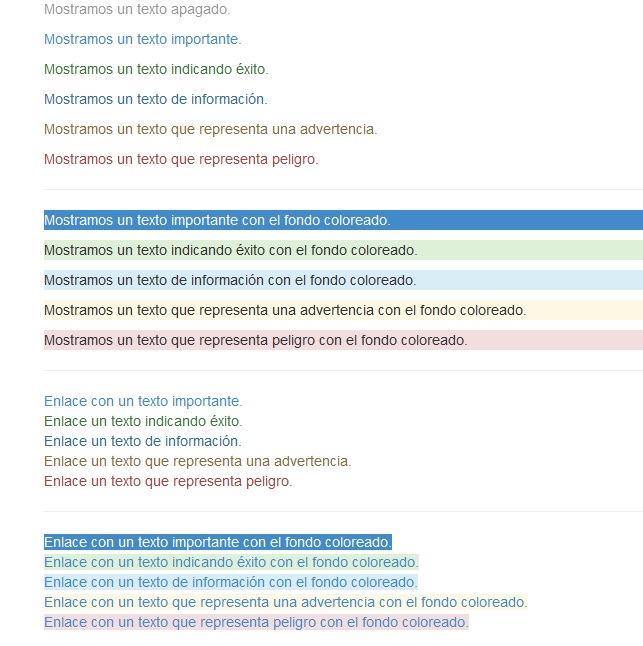 Mostramos un texto apagado.
Mostramos un texto importante.
Mostramos un texto indicando éxito.
Mostramos un texto de información.
Mostramos un texto que representa una advertencia.
Mostramos un texto que representa peligro.
Mostramos un texto importante con el fondo coloreado.
Mostramos un texto indicando éxito con el fondo coloreado.
Mostramos un texto de información con el fondo coloreado.
Mostramos un texto que representa una advertencia con el fondo coloreado.
Mostramos un texto que representa peligro con el fondo coloreado.
Enlace con un texto importante.
Enlace un texto indicando éxito.
Enlace un texto de información.
Enlace un texto que representa una advertencia.
Enlace un texto que representa peligro.
Enlace con un texto importante con el fondo coloreado.
Enlace con un texto indicando éxito con el fondo coloreado.
Enlace con un texto de información con el fondo coloreado.
Enlace con un texto que representa una advertencia con el fondo coloreado.
Enlace con un texto que representa peligro con el fondo coloreado.